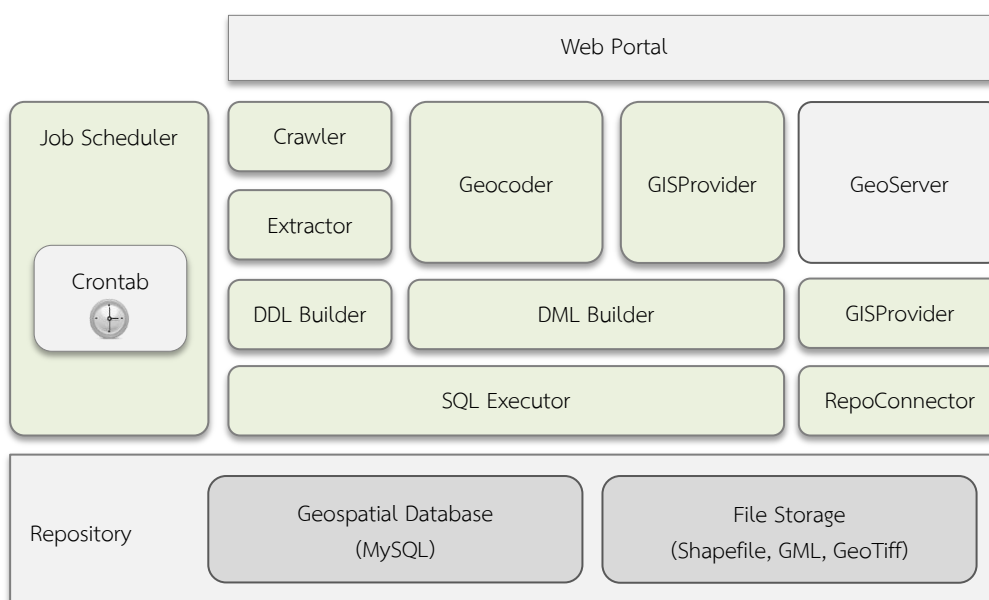 Web Portal
Job Scheduler
Crawler
Geocoder
GISProvider
GeoServer
Extractor
Crontab
DDL Builder
DML Builder
GISProvider
SQL Executor
RepoConnector
Repository
Geospatial Database
(MySQL)
File Storage
(Shapefile, GML, GeoTiff)